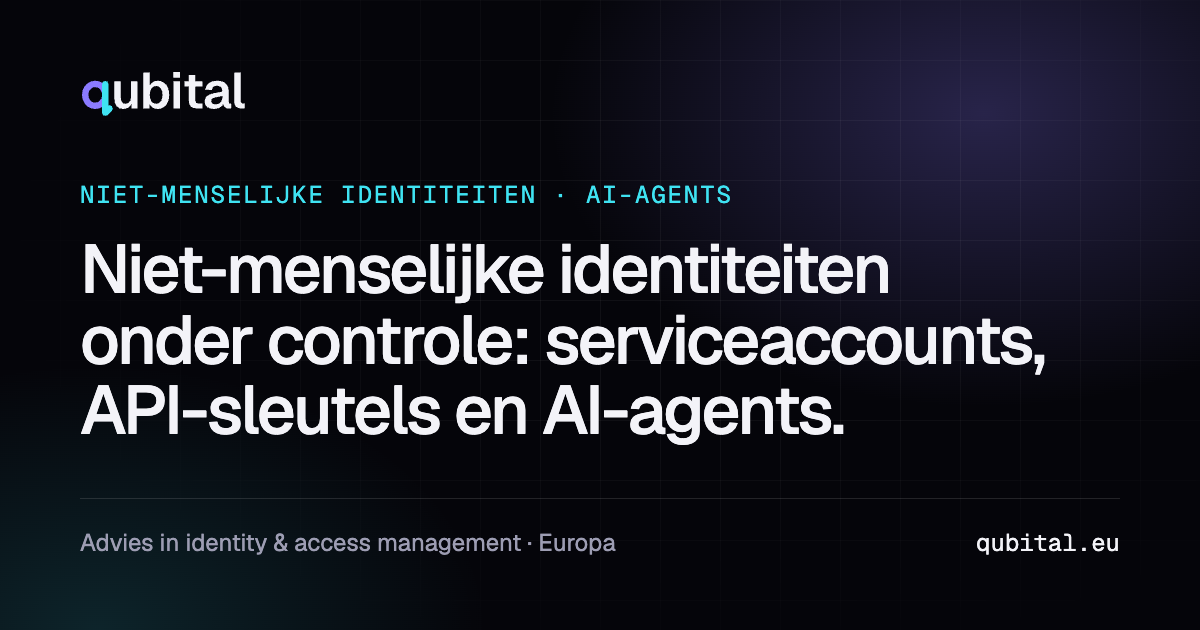 qubital
NIET-MENSELIJKE IDENTITEITEN · AI-AGENTS
Niet-menselijke identiteiten
onder controle: serviceaccounts,
API-sleutels en AI-agents.
Advies in identity & access management · Europa
qubital.eu